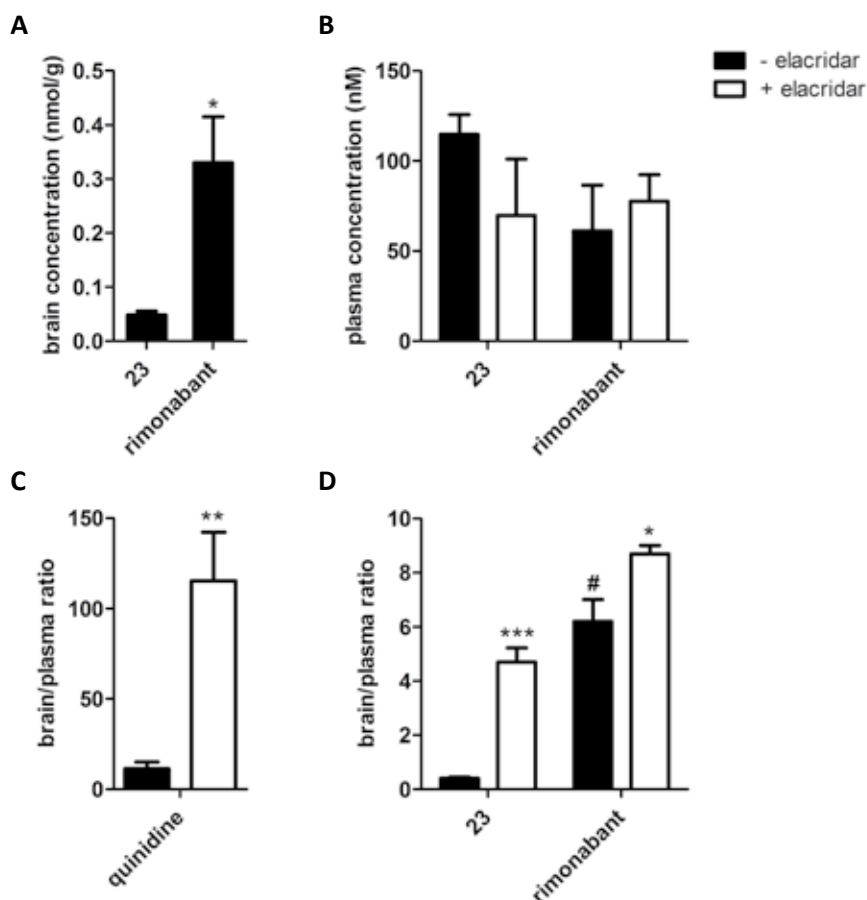 A
B
- elacridar
+ elacridar
brain concentration (nmol/g)
0.5
0.4
0.3
0.2
0.1
0.0
*
23
rimonabant
plasma concentration (nM)
150
100
50
0
23
rimonabant
C
D
brain/plasma ratio
150
100
50
0
**
quinidine
brain/plasma ratio
10
8
6
4
2
0
***
#
*
23
rimonabant